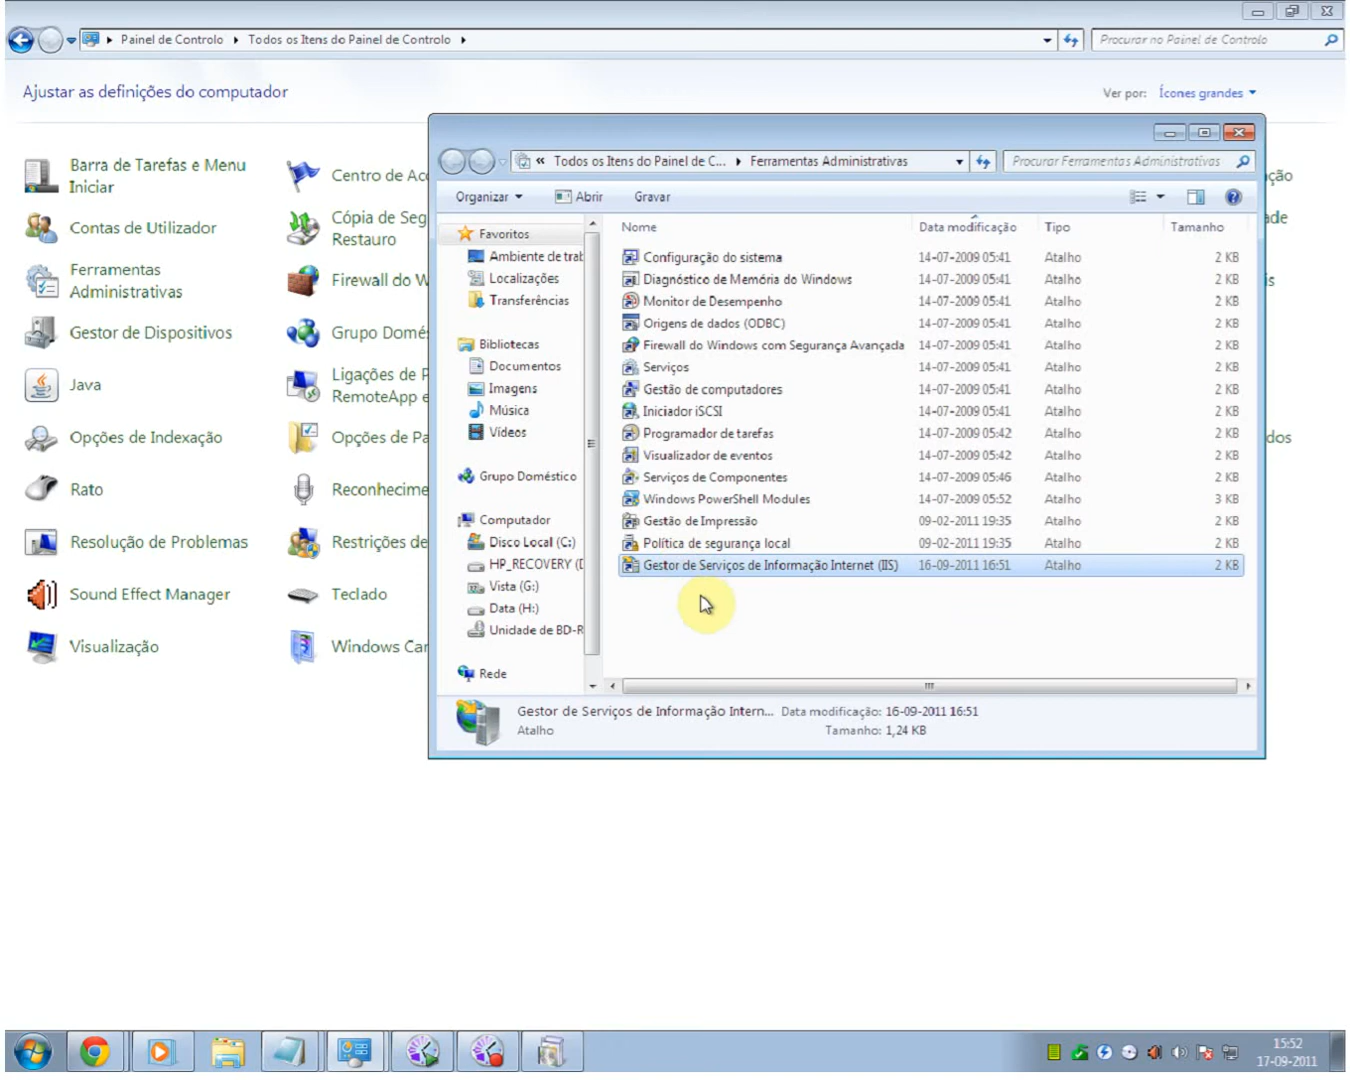 Painel de Controlo
Todos os Itens do Painel de Controlo
Procurar no Painel de Controlo
Ajustar as definições do computador
Ver por: Ícones grandes
Barra de Tarefas e Menu
Iniciar
Contas de Utilizador
Ferramentas
Administrativas
Gestor de Dispositivos
Java
Opções de Indexação
Rato
Resolução de Problemas
Sound Effect Manager
Visualização
Centro de Ac
Cópia de Seg
Restauro
Firewall do W
Grupo Domé
Ligações de P
RemoteApp e
Opções de Pa
Reconhecime
Restrições de
Teclado
Windows Car
ção
de
is
dos
« Todos os Itens do Painel de C...
Ferramentas Administrativas
Procurar Ferramentas Administrativas
Organizar
Abrir
Gravar
Favoritos
Ambiente de trab
Localizações
Transferências
Bibliotecas
Documentos
Imagens
Música
Vídeos
Grupo Doméstico
Computador
Disco Local (C:)
HP_RECOVERY (D
Vista (G:)
Data (H:)
Unidade de BD-R
Rede
Nome Data modificação Tipo Tamanho
Configuração do sistema 14-07-2009 05:41 Atalho 2 KB
Diagnóstico de Memória do Windows 14-07-2009 05:41 Atalho 2 KB
Monitor de Desempenho 14-07-2009 05:41 Atalho 2 KB
Origens de dados (ODBC) 14-07-2009 05:41 Atalho 2 KB
Firewall do Windows com Segurança Avançada 14-07-2009 05:41 Atalho 2 KB
Serviços 14-07-2009 05:41 Atalho 2 KB
Gestão de computadores 14-07-2009 05:41 Atalho 2 KB
Iniciador iSCSI 14-07-2009 05:41 Atalho 2 KB
Programador de tarefas 14-07-2009 05:42 Atalho 2 KB
Visualizador de eventos 14-07-2009 05:42 Atalho 2 KB
Serviços de Componentes 14-07-2009 05:46 Atalho 2 KB
Windows PowerShell Modules 14-07-2009 05:52 Atalho 3 KB
Gestão de Impressão 09-02-2011 19:35 Atalho 2 KB
Política de segurança local 09-02-2011 19:35 Atalho 2 KB
Gestor de Serviços de Informação Internet (IIS) 16-09-2011 16:51 Atalho 2 KB
Gestor de Serviços de Informação Intern... Data modificação: 16-09-2011 16:51
Atalho Tamanho: 1,24 KB
15:52
17-09-2011